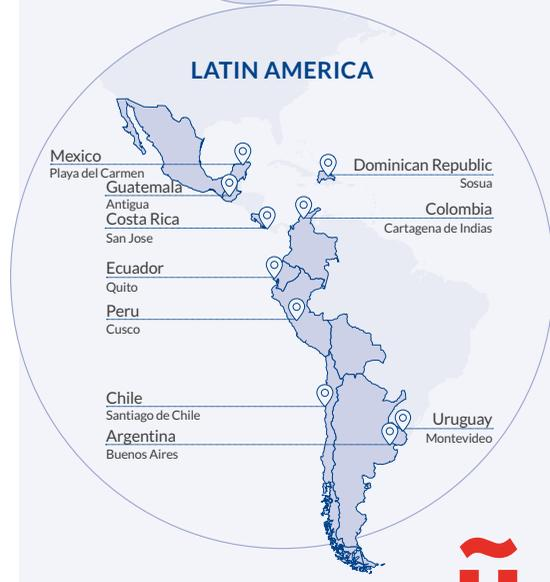 LATIN AMERICA
Mexico
Playa del Carmen
Guatemala
Antigua
Costa Rica
San Jose
Ecuador
Quito
Peru
Cusco
Chile
Santiago de Chile
Argentina
Buenos Aires
Dominican Republic
Sosua
Colombia
Cartagena de Indias
Uruguay
Montevideo